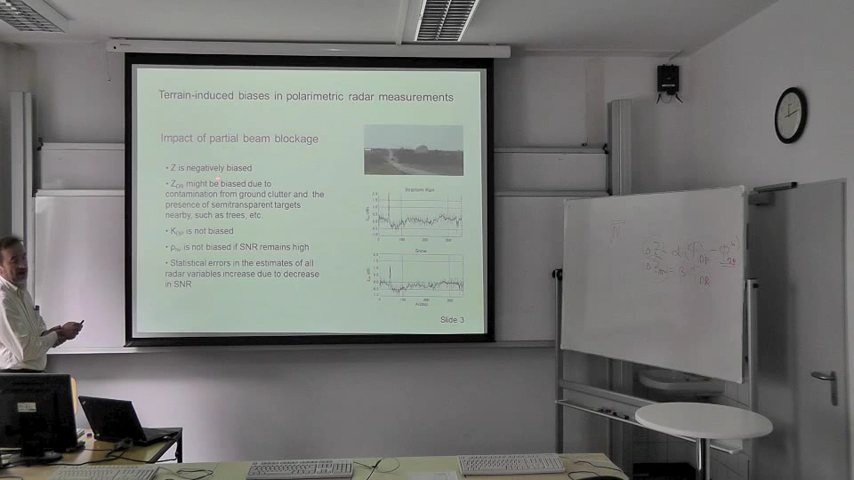 Terrain-induced biases in polarimetric radar measurements
Impact of partial beam blockage
• Z is negatively biased
• Z_DR might be biased due to
contamination from ground clutter and the
presence of semitransparent targets
nearby, such as trees, etc.
• K_DP is not biased
• ρ_hv is not biased if SNR remains high
• Statistical errors in the estimates of all
radar variables increase due to decrease
in SNR
Slide 3